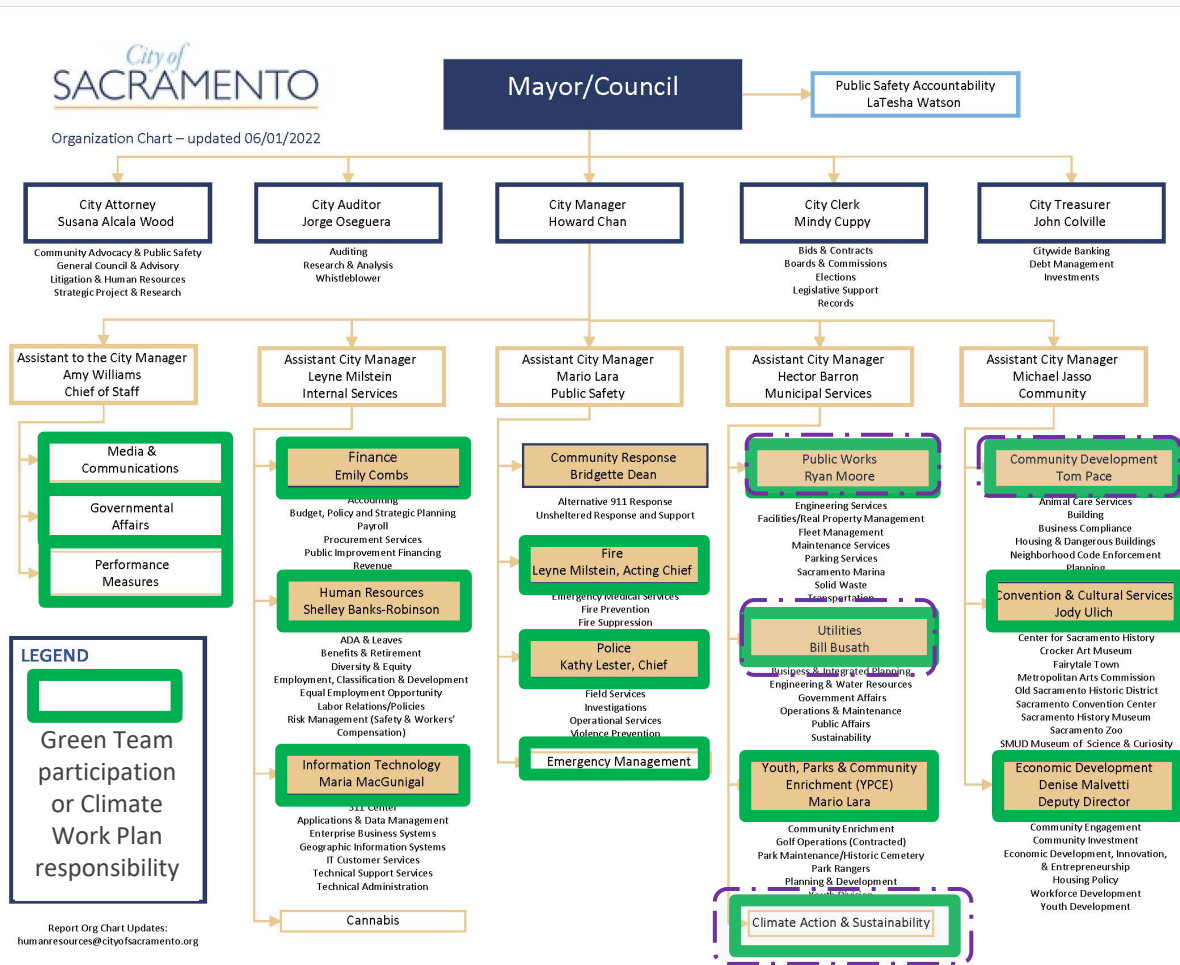 City of
SACRAMENTO
Organization Chart – updated 06/01/2022
Mayor/Council
Public Safety Accountability
LaTesha Watson
City Attorney
Susana Alcala Wood
Community Advocacy & Public Safety
General Council & Advisory
Litigation & Human Resources
Strategic Project & Research
City Auditor
Jorge Oseguera
Auditing
Research & Analysis
Whistleblower
City Manager
Howard Chan
City Clerk
Mindy Cuppy
Bids & Contracts
Boards & Commissions
Elections
Legislative Support
Records
City Treasurer
John Colville
Citywide Banking
Debt Management
Investments
Assistant to the City Manager
Amy Williams
Chief of Staff
Media &
Communications
Governmental
Affairs
Performance
Measures
Assistant City Manager
Leyne Milstein
Internal Services
Finance
Emily Combs
Accounting
Budget, Policy and Strategic Planning
Payroll
Procurement Services
Public Improvement Financing
Revenue
Human Resources
Shelley Banks-Robinson
ADA & Leaves
Benefits & Retirement
Diversity & Equity
Employment, Classification & Development
Equal Employment Opportunity
Labor Relations/Policies
Risk Management (Safety & Workers'
Compensation)
Information Technology
Maria MacGunigal
311 Center
Applications & Data Management
Enterprise Business Systems
Geographic Information Systems
IT Customer Services
Technical Support Services
Technical Administration
Cannabis
Assistant City Manager
Mario Lara
Public Safety
Community Response
Bridgette Dean
Alternative 911 Response
Unsheltered Response and Support
Fire
Leyne Milstein, Acting Chief
Emergency Medical Services
Fire Prevention
Fire Suppression
Police
Kathy Lester, Chief
Field Services
Investigations
Operational Services
Violence Prevention
Emergency Management
Assistant City Manager
Hector Barron
Municipal Services
Public Works
Ryan Moore
Engineering Services
Facilities/Real Property Management
Fleet Management
Maintenance Services
Parking Services
Sacramento Marina
Solid Waste
Transportation
Utilities
Bill Busath
Business & Integrated Planning
Engineering & Water Resources
Government Affairs
Operations & Maintenance
Public Affairs
Sustainability
Youth, Parks & Community
Enrichment (YPCE)
Mario Lara
Community Enrichment
Golf Operations (Contracted)
Park Maintenance/Historic Cemetery
Park Rangers
Planning & Development
Youth Division
Climate Action & Sustainability
Assistant City Manager
Michael Jasso
Community
Community Development
Tom Pace
Animal Care Services
Building
Business Compliance
Housing & Dangerous Buildings
Neighborhood Code Enforcement
Planning
Convention & Cultural Services
Jody Ulich
Center for Sacramento History
Crocker Art Museum
Fairytale Town
Metropolitan Arts Commission
Old Sacramento Historic District
Sacramento Convention Center
Sacramento History Museum
Sacramento Zoo
SMUD Museum of Science & Curiosity
Economic Development
Denise Malvetti
Deputy Director
Community Engagement
Community Investment
Economic Development, Innovation,
& Entrepreneurship
Housing Policy
Workforce Development
Youth Development
LEGEND
Green Team
participation
or Climate
Work Plan
responsibility
Report Org Chart Updates:
humanresources@cityofsacramento.org